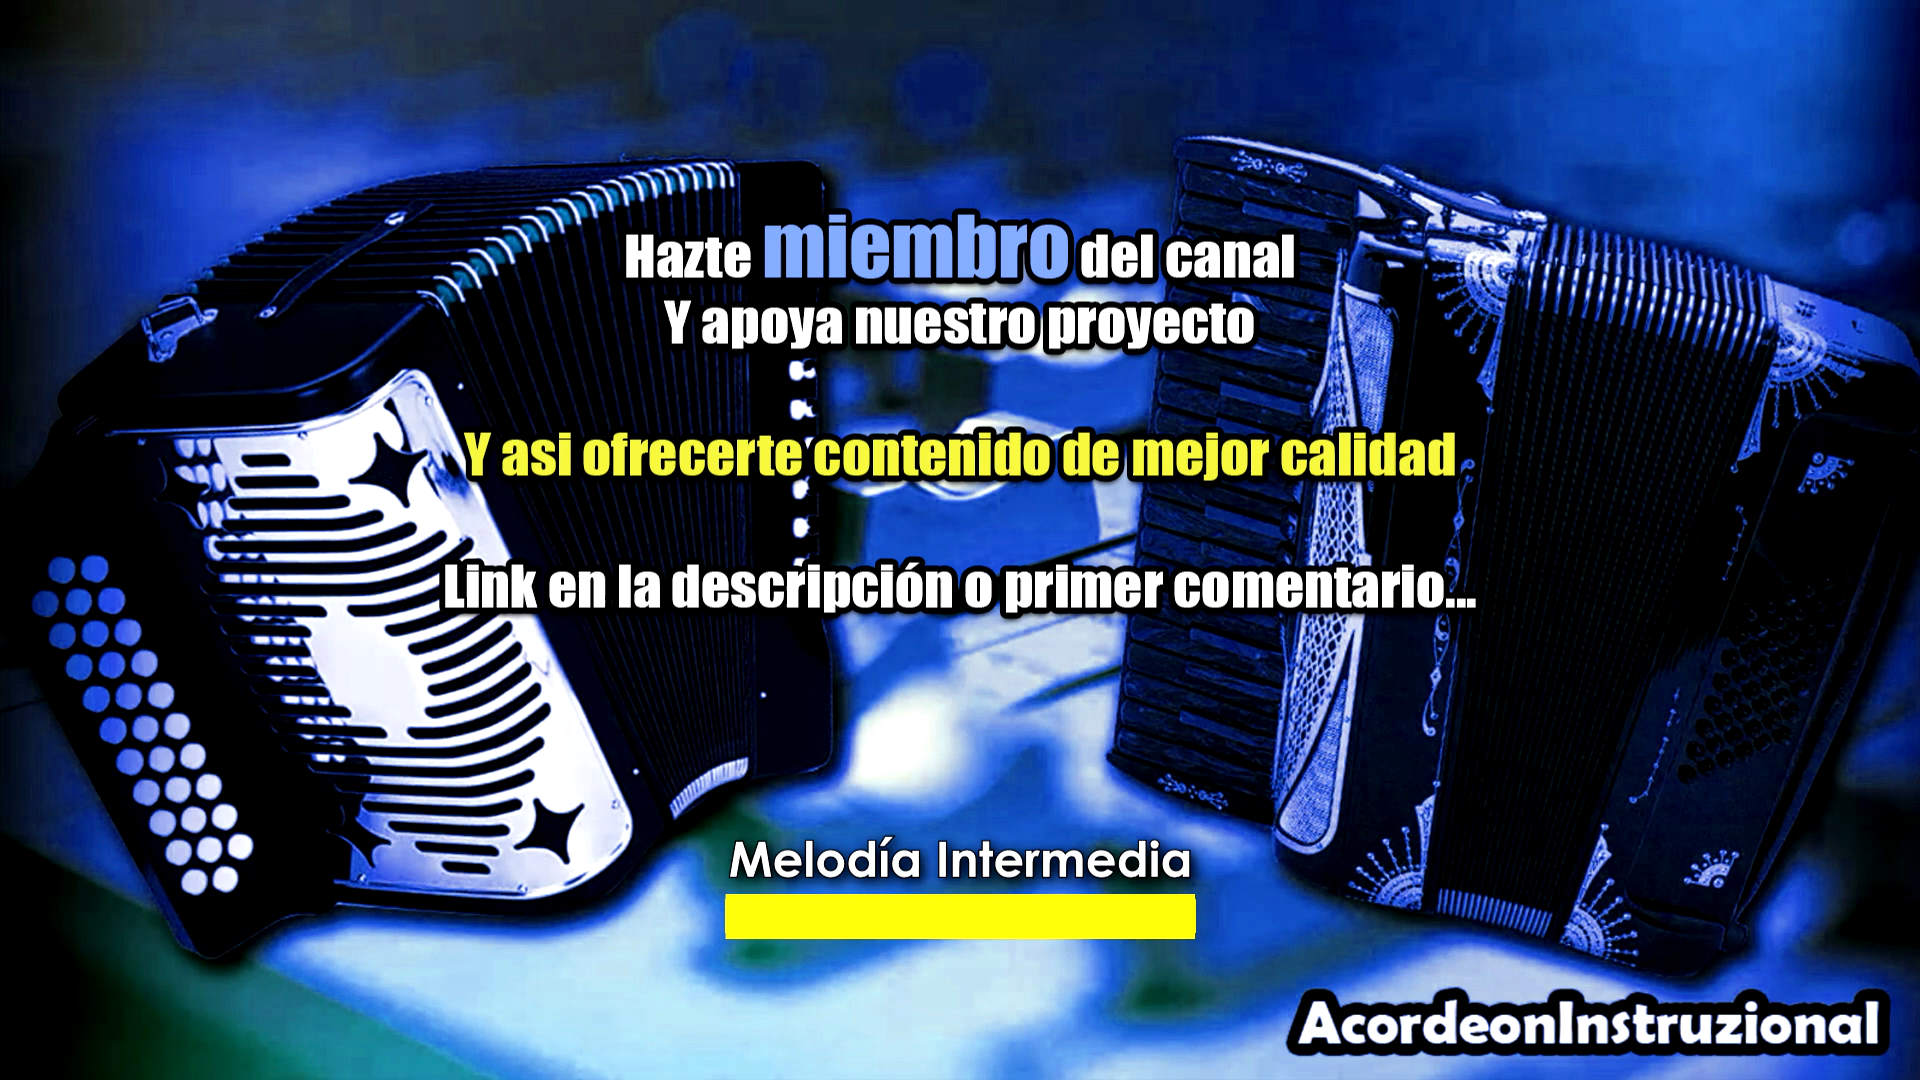 Hazte miembro del canal
Y apoya nuestro proyecto
Y asi ofrecerte contenido de mejor calidad
Link en la descripción o primer comentario...
Melodía Intermedia
AcordeonInstruzional